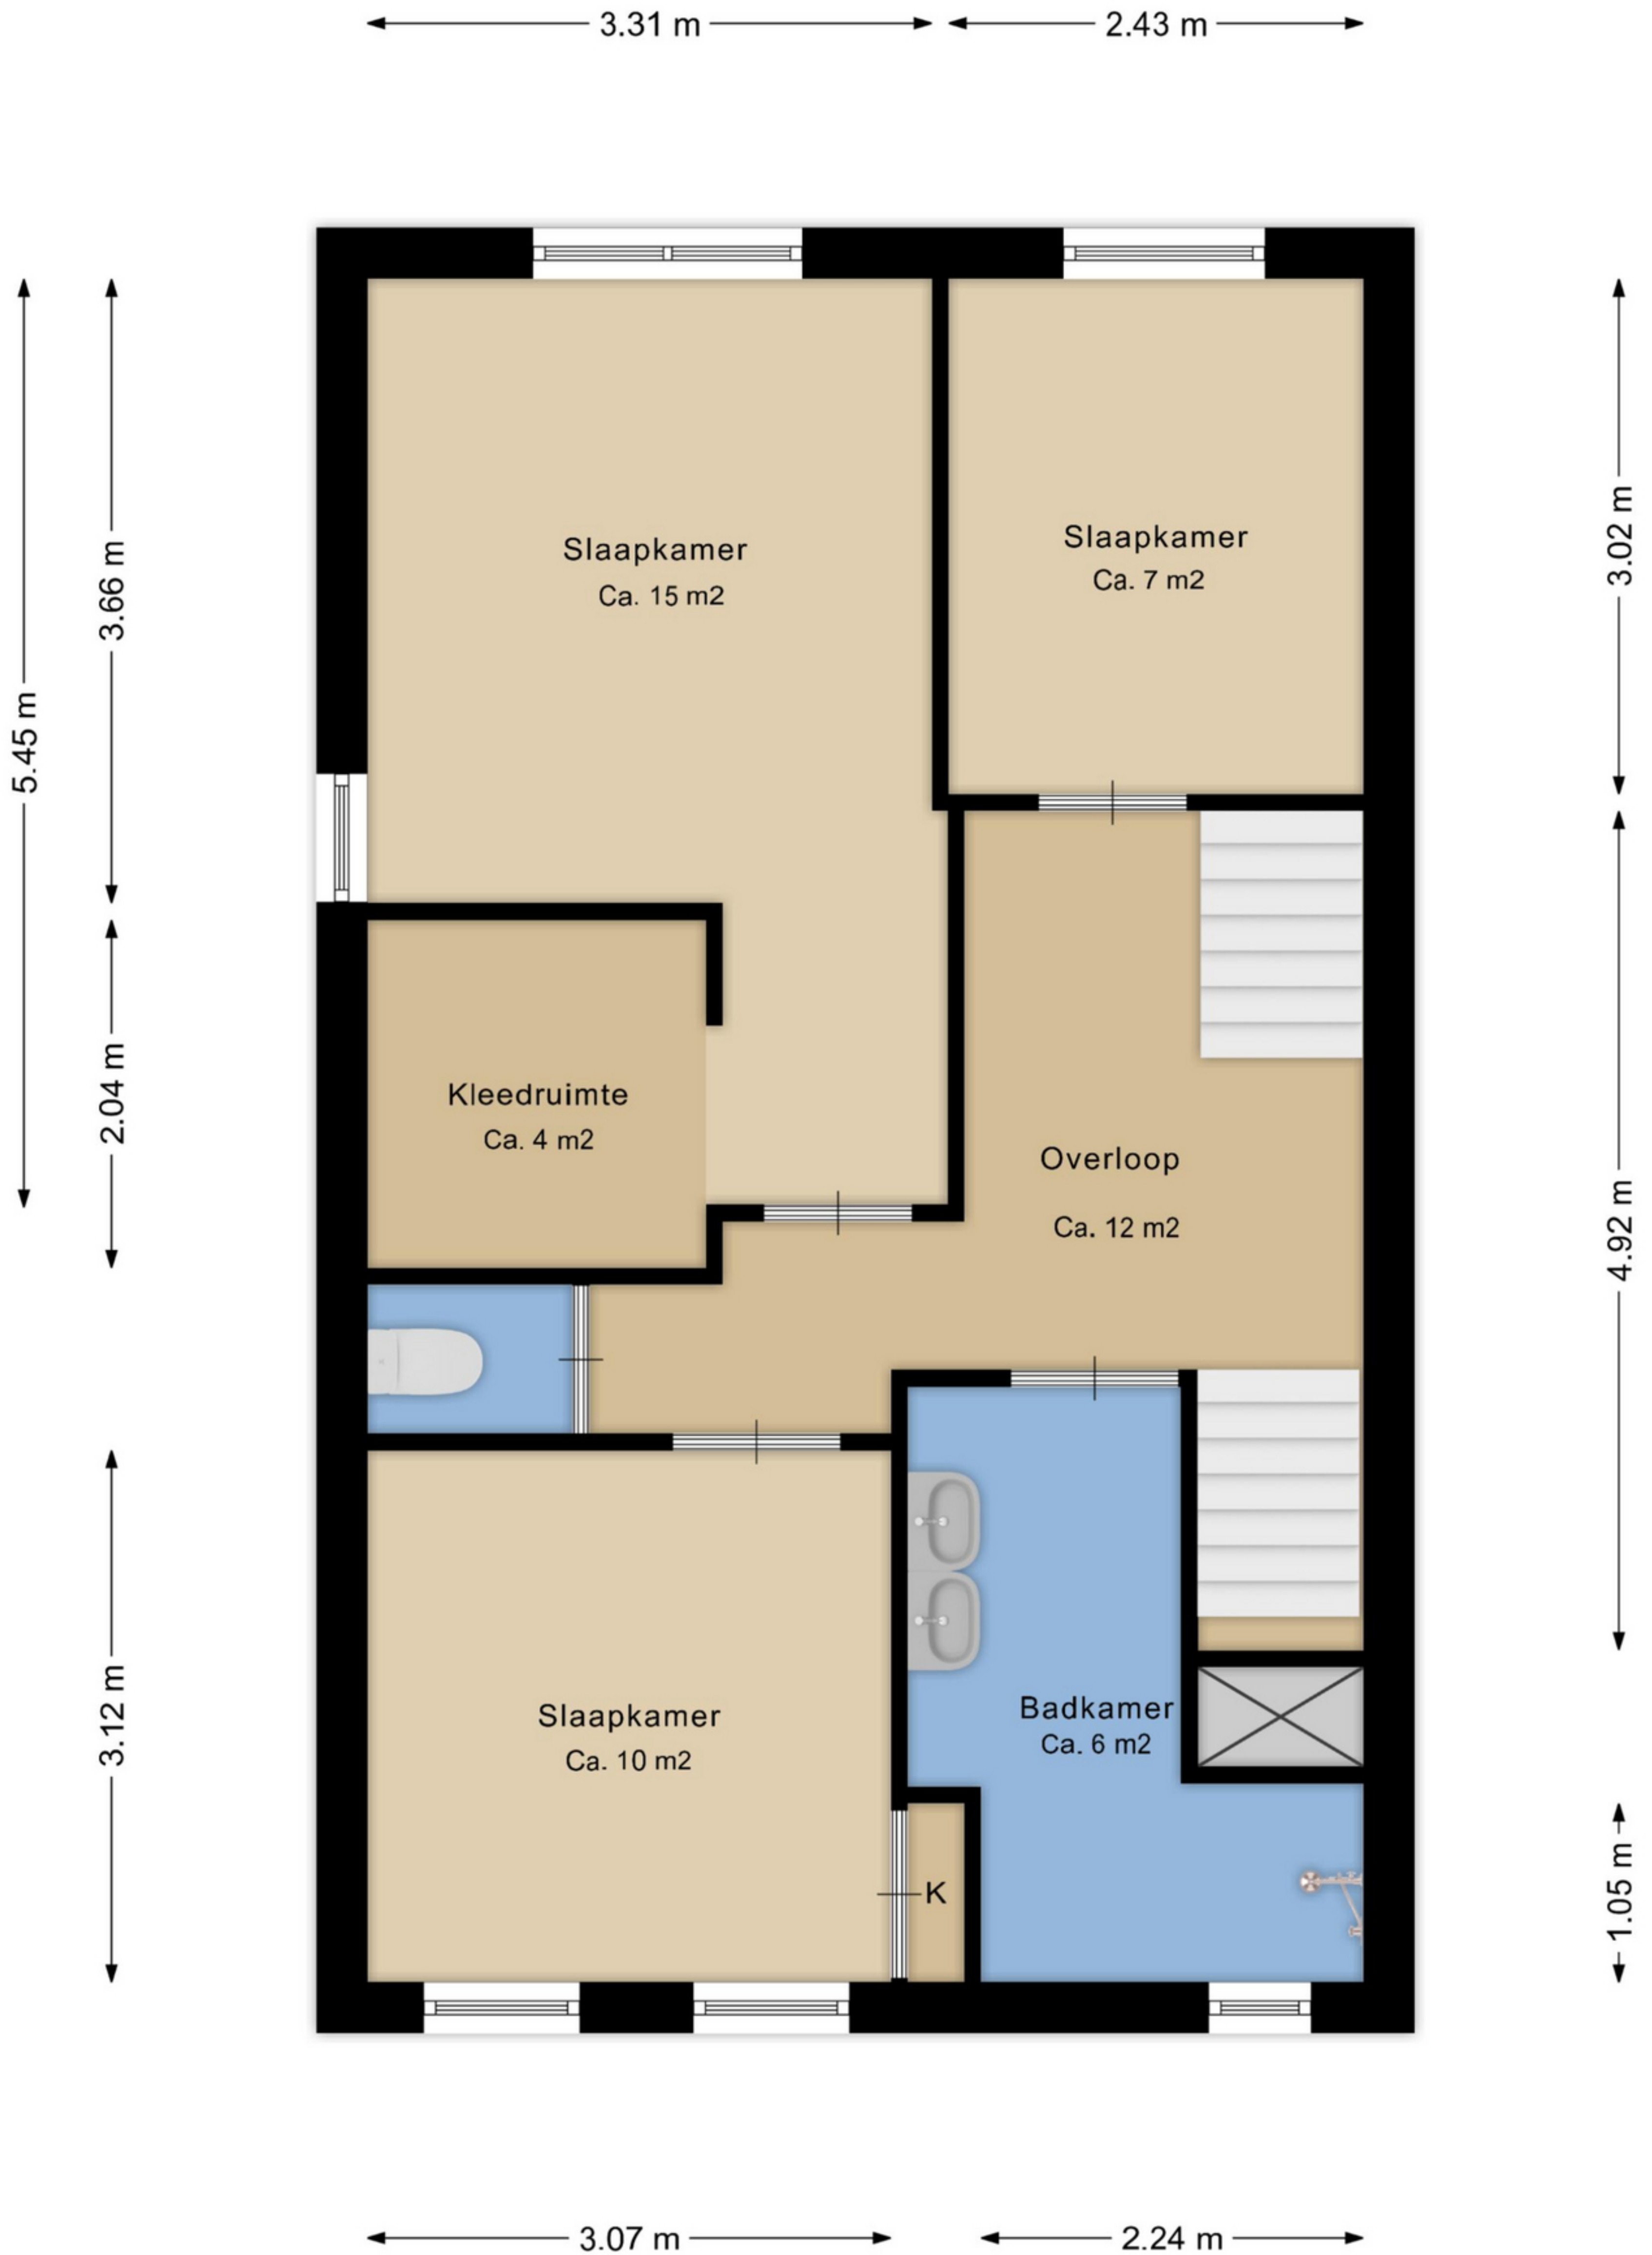 3.31 m
2.43 m
5.45 m
3.66 m
3.02 m
Slaapkamer
Ca. 15 m2
Slaapkamer
Ca. 7 m2
2.04 m
Kleedruimte
Ca. 4 m2
Overloop
Ca. 12 m2
4.92 m
3.12 m
Slaapkamer
Ca. 10 m2
Badkamer
Ca. 6 m2
K
1.05 m
3.07 m
2.24 m